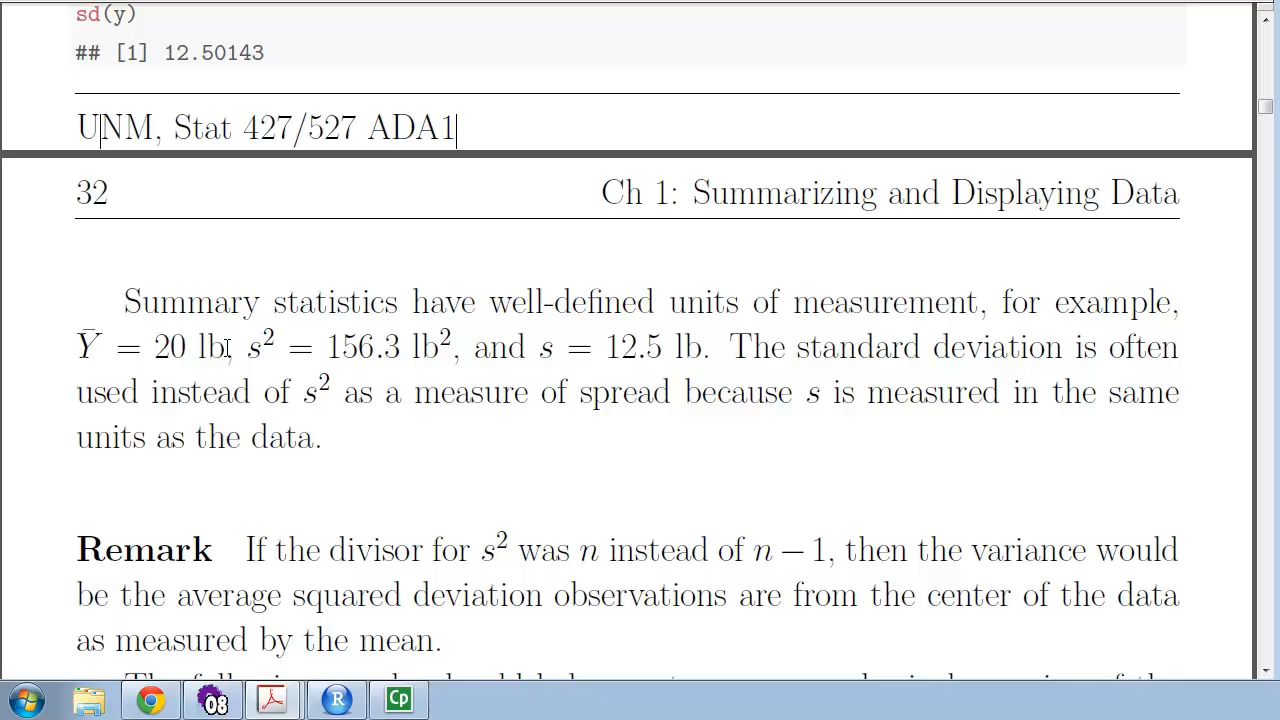 sd(y)
## [1] 12.50143
UNM, Stat 427/527 ADA1
32 Ch 1: Summarizing and Displaying Data
Summary statistics have well-defined units of measurement, for example,
Ȳ = 20 lb, s² = 156.3 lb², and s = 12.5 lb. The standard deviation is often
used instead of s² as a measure of spread because s is measured in the same
units as the data.
Remark If the divisor for s² was n instead of n − 1, then the variance would
be the average squared deviation observations are from the center of the data
as measured by the mean.
08
R
Cp